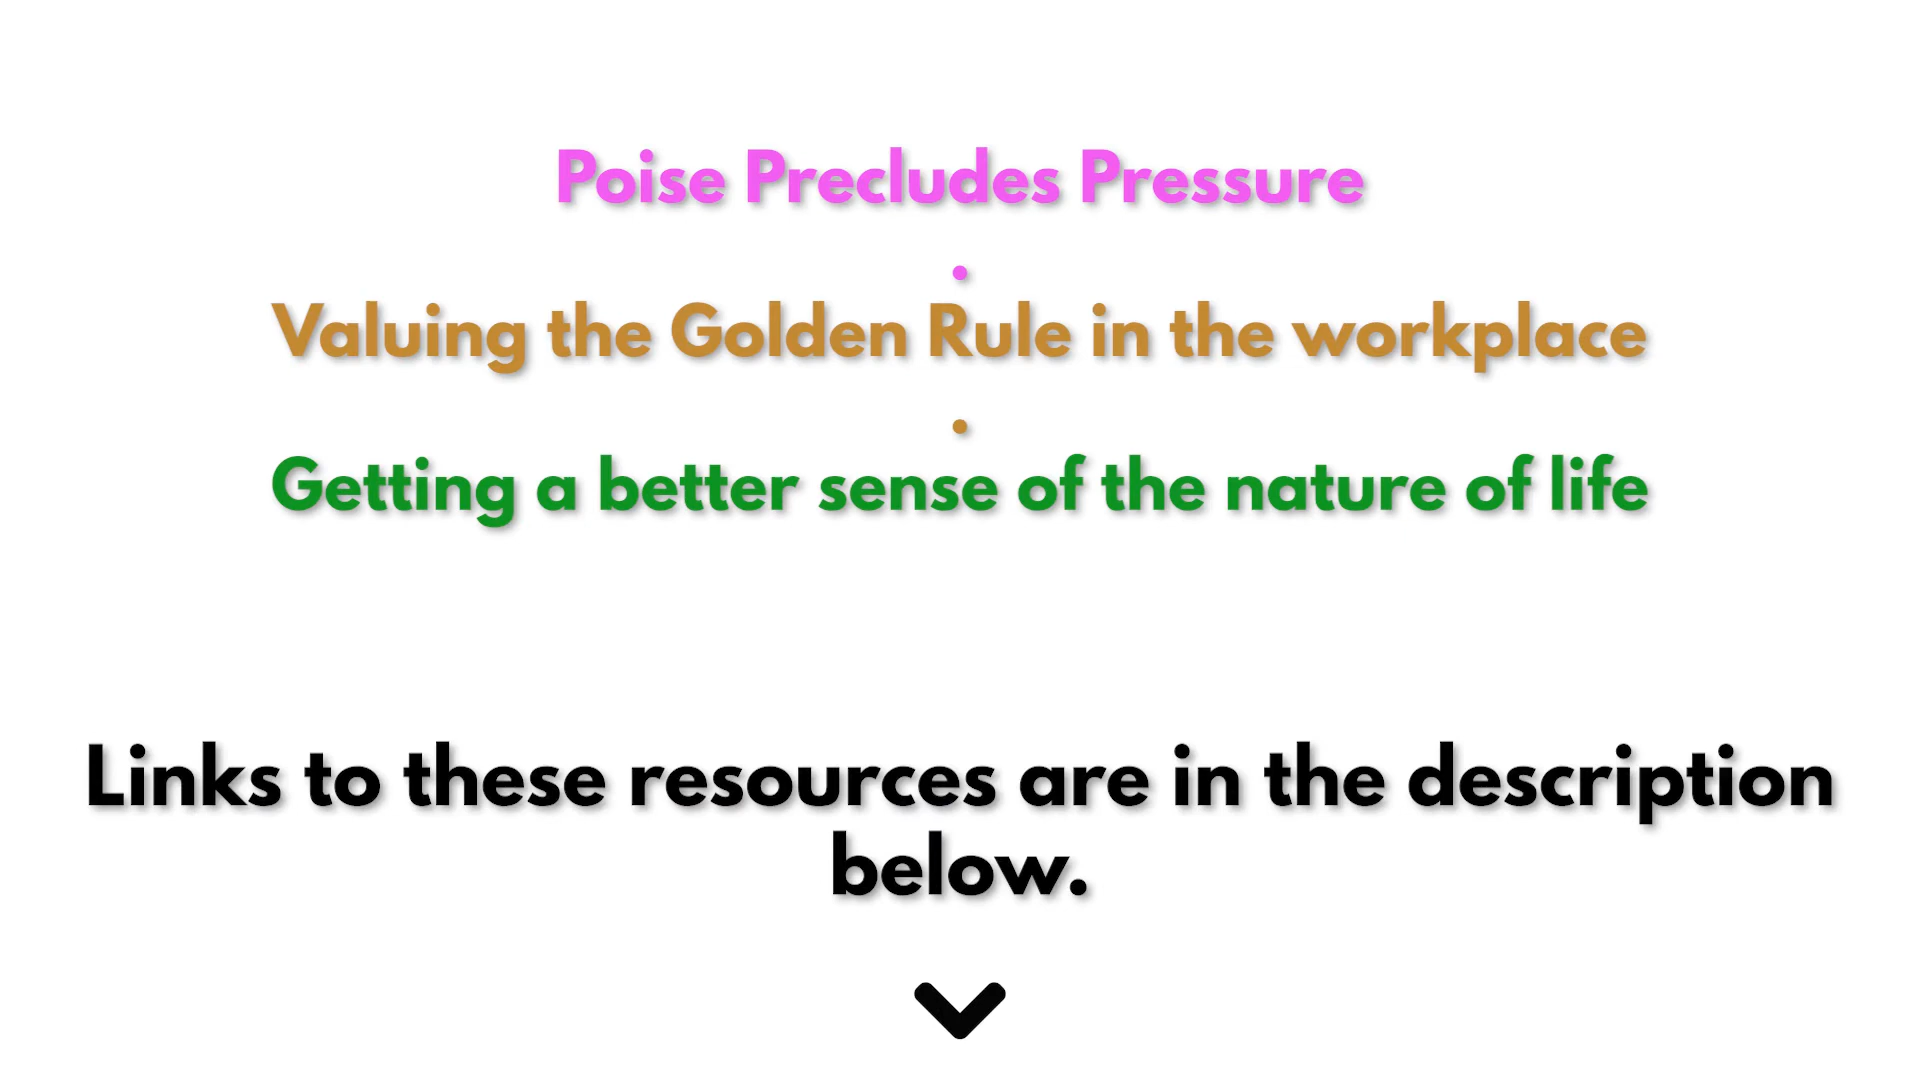 Poise Precludes Pressure
•
Valuing the Golden Rule in the workplace
•
Getting a better sense of the nature of life
Links to these resources are in the description
below.